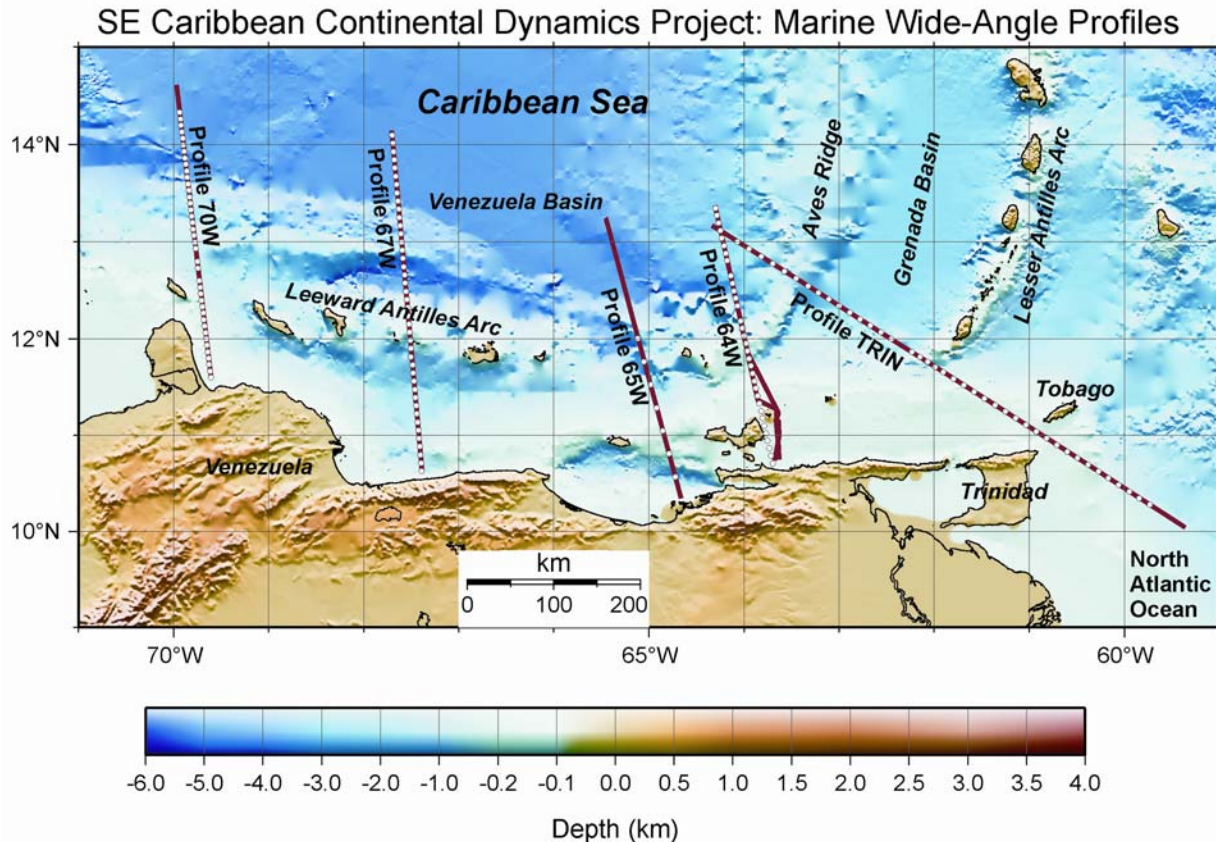 SE Caribbean Continental Dynamics Project: Marine Wide-Angle Profiles
Caribbean Sea
14°N
Profile 70W
Profile 67W
Venezuela Basin
Aves Ridge
Grenada Basin
Lesser Antilles Arc
Profile 64W
Leeward Antilles Arc
Profile TRIN
12°N
Profile 65W
Tobago
Venezuela
Trinidad
10°N
km
0 100 200
North
Atlantic
Ocean
70°W 65°W 60°W
-6.0 -5.0 -4.0 -3.0 -2.0 -0.2 -0.1 0.0 0.5 1.0 1.5 2.0 2.5 3.0 3.5 4.0
Depth (km)